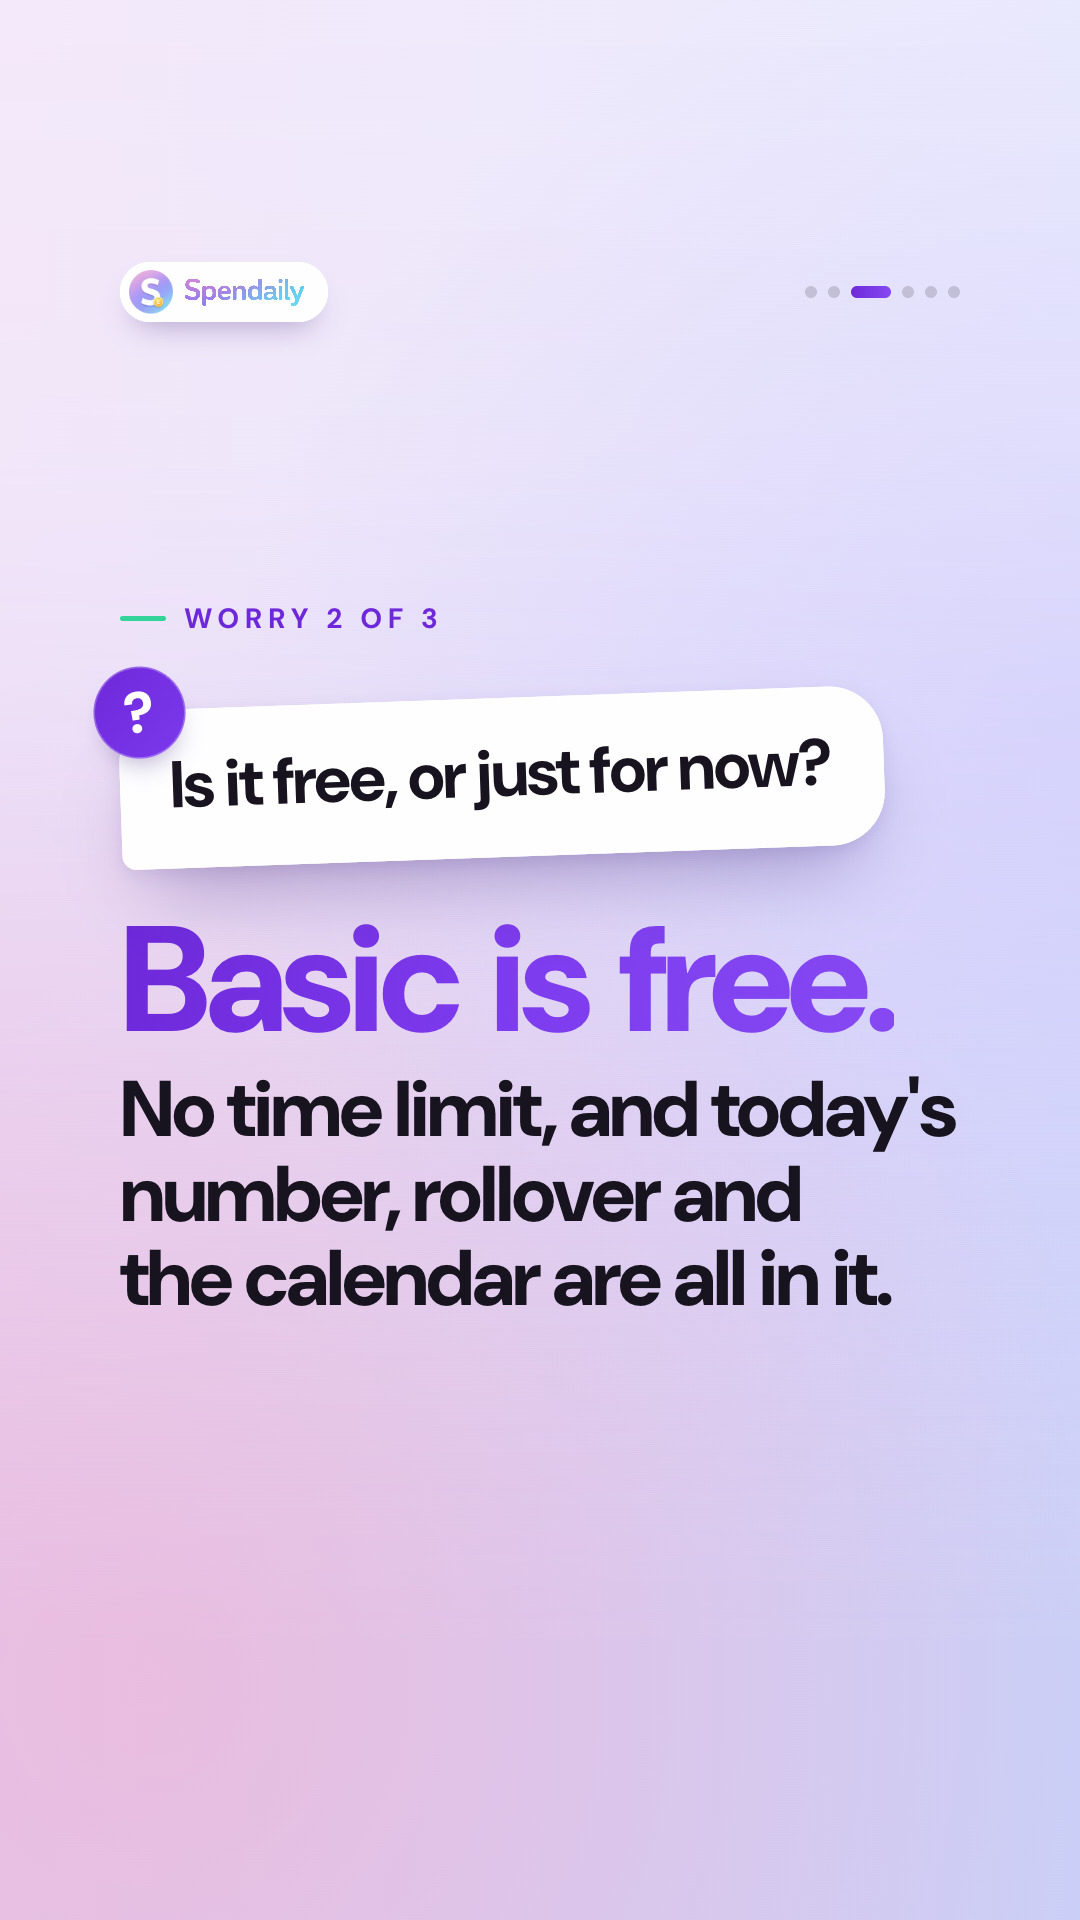 Spendaily
WORRY 2 OF 3
?
Is it free, or just for now?
Basic is free.
No time limit, and today's
number, rollover and
the calendar are all in it.